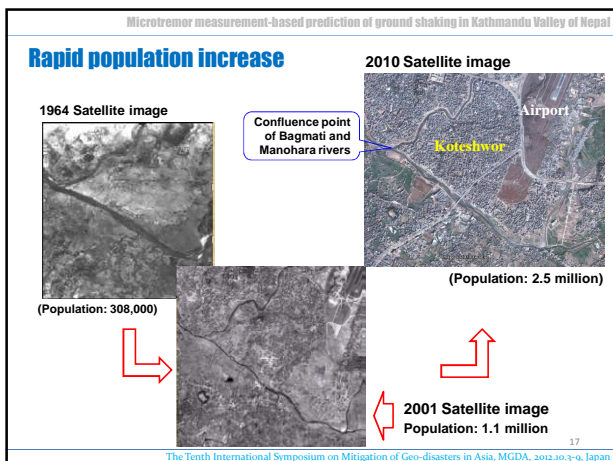 Microtremor measurement-based prediction of ground shaking in Kathmandu Valley of Nepal
Rapid population increase
2010 Satellite image
1964 Satellite image
Confluence point
of Bagmati and
Manohara rivers
Airport
Koteshwor
(Population: 2.5 million)
(Population: 308,000)
2001 Satellite image
Population: 1.1 million
17
The Tenth International Symposium on Mitigation of Geo-disasters in Asia, MGDA, 2012.10.3-9, Japan